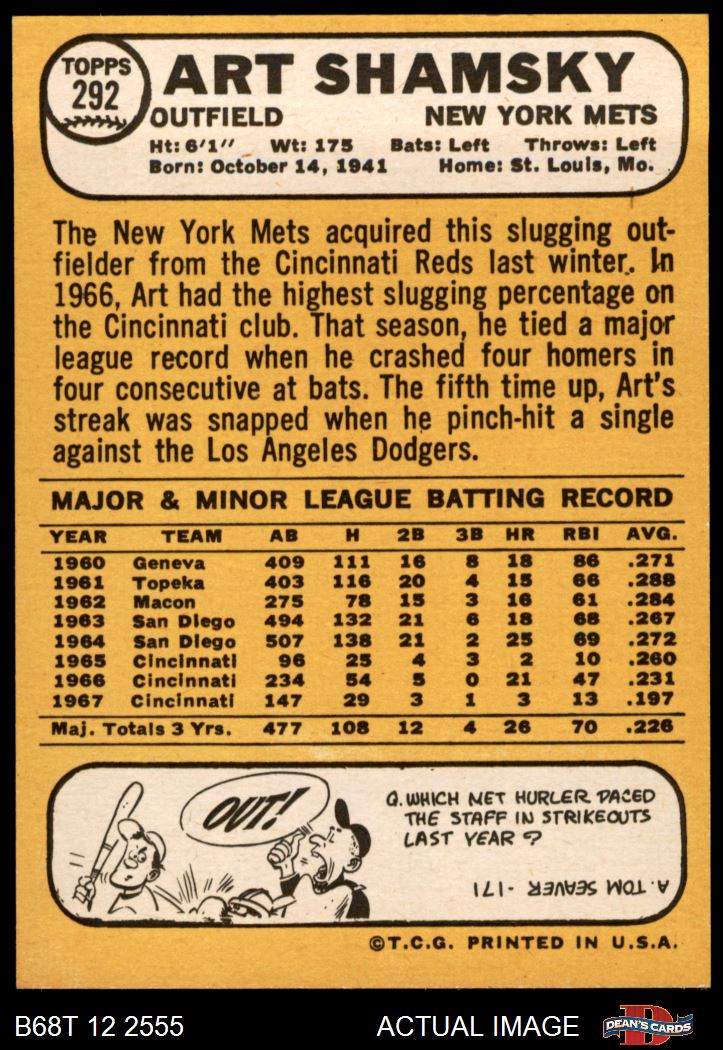 TOPPS
292
ART SHAMSKY
OUTFIELD NEW YORK METS
Ht: 6'1" Wt: 175 Bats: Left Throws: Left
Born: October 14, 1941 Home: St. Louis, Mo.
The New York Mets acquired this slugging out-
fielder from the Cincinnati Reds last winter. In
1966, Art had the highest slugging percentage on
the Cincinnati club. That season, he tied a major
league record when he crashed four homers in
four consecutive at bats. The fifth time up, Art's
streak was snapped when he pinch-hit a single
against the Los Angeles Dodgers.
MAJOR & MINOR LEAGUE BATTING RECORD
YEAR TEAM AB H 2B 3B HR RBI AVG.
1960 Geneva 409 111 16 8 18 86 .271
1961 Topeka 403 116 20 4 15 66 .288
1962 Macon 275 78 15 3 16 61 .284
1963 San Diego 494 132 21 6 18 68 .267
1964 San Diego 507 138 21 2 25 69 .272
1965 Cincinnati 96 25 4 3 2 10 .260
1966 Cincinnati 234 54 5 0 21 47 .231
1967 Cincinnati 147 29 3 1 3 13 .197
Maj. Totals 3 Yrs. 477 108 12 4 26 70 .226
OUT!
Q. WHICH MET HURLER PACED
THE STAFF IN STRIKEOUTS
LAST YEAR?
A. TOM SEAVER - 171
©T.C.G. PRINTED IN U.S.A.
B68T 12 2555 ACTUAL IMAGE
D
DEAN'S CARDS